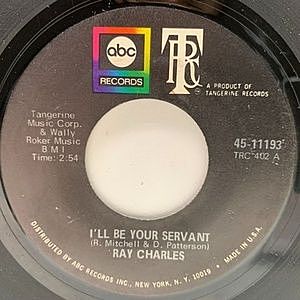 abc
RECORDS
TRC
A PRODUCT OF
TANGERINE RECORDS
Tangerine
Music Corp.
& Wally
Roker Music
B M I
Time: 2:54
45-11193
TRC-402 A
I'LL BE YOUR SERVANT
(R. Mitchell & D. Patterson)
RAY CHARLES
DISTRIBUTED BY ABC RECORDS INC., NEW YORK, N.Y. 10019 • MADE IN U.S.A.